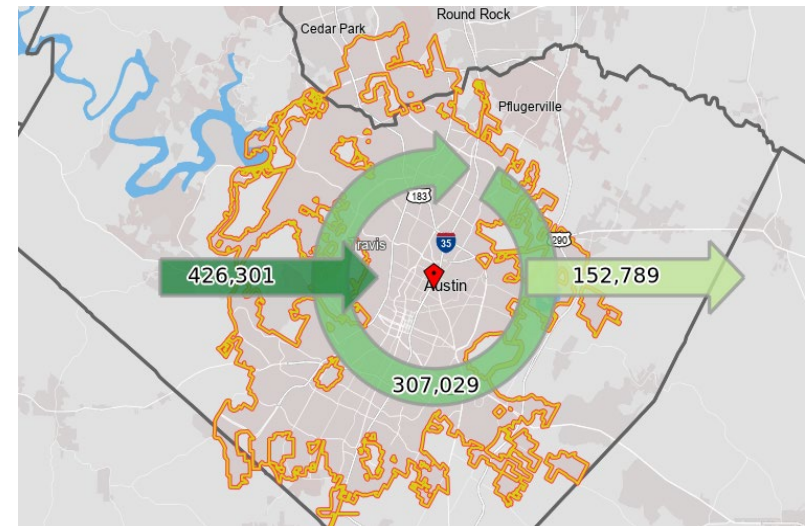 Round Rock
Cedar Park
Pflugerville
183
35
290
ravis
426,301
152,789
Austin
307,029